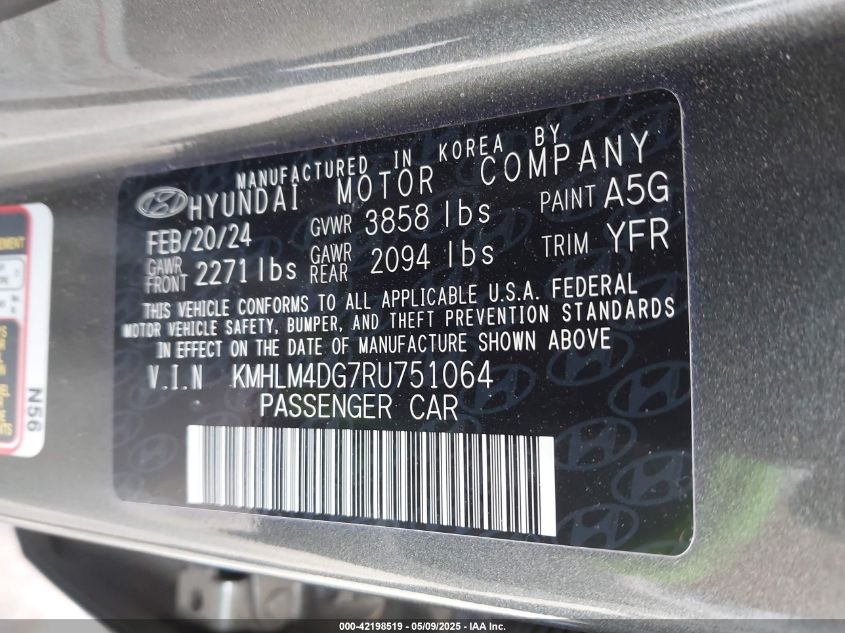 MANUFACTURED IN KOREA BY
HYUNDAI MOTOR COMPANY
FEB/20/24 GVWR 3858 lbs PAINT A5G
GAWR FRONT 2271 lbs GAWR REAR 2094 lbs TRIM YFR
THIS VEHICLE CONFORMS TO ALL APPLICABLE U.S.A. FEDERAL
MOTOR VEHICLE SAFETY, BUMPER, AND THEFT PREVENTION STANDARDS
IN EFFECT ON THE DATE OF MANUFACTURE SHOWN ABOVE
V.I.N KMHLM4DG7RU751064
PASSENGER CAR
N56
000-42198519 - 05/09/2025 - IAA Inc.